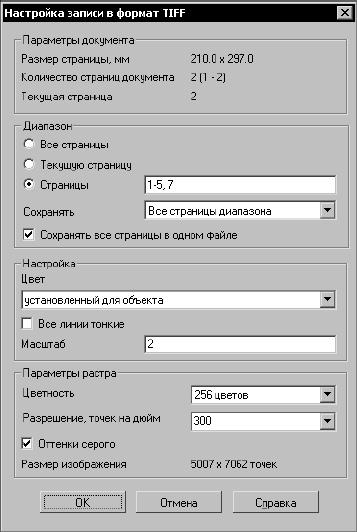 Настройка записи в формат TIFF
Параметры документа
Размер страницы, мм 210.0 x 297.0
Количество страниц документа 2 (1 - 2)
Текущая страница 2
Диапазон
Все страницы
Текущую страницу
Страницы 1-5, 7
Сохранять Все страницы диапазона
Сохранять все страницы в одном файле
Настройка
Цвет
установленный для объекта
Все линии тонкие
Масштаб 2
Параметры растра
Цветность 256 цветов
Разрешение, точек на дюйм 300
Оттенки серого
Размер изображения 5007 x 7062 точек
OK Отмена Справка